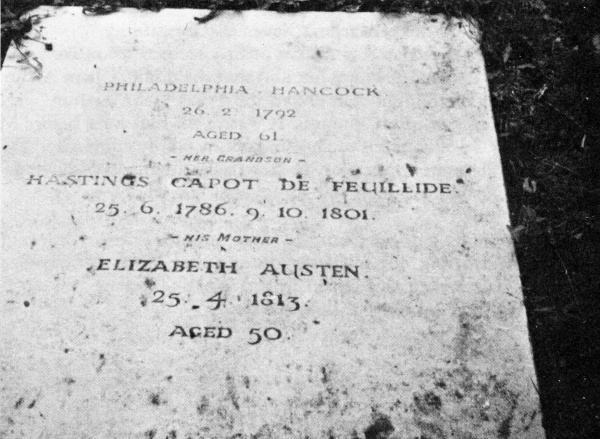 PHILADELPHIA . HANCOCK
26. 2. 1792
AGED 61.
- HER GRANDSON -
HASTINGS CAPOT DE FEUILLIDE.
25. 6. 1786. 9. 10. 1801.
- HIS MOTHER -
ELIZABETH AUSTEN.
25. 4. 1813.
AGED 50.